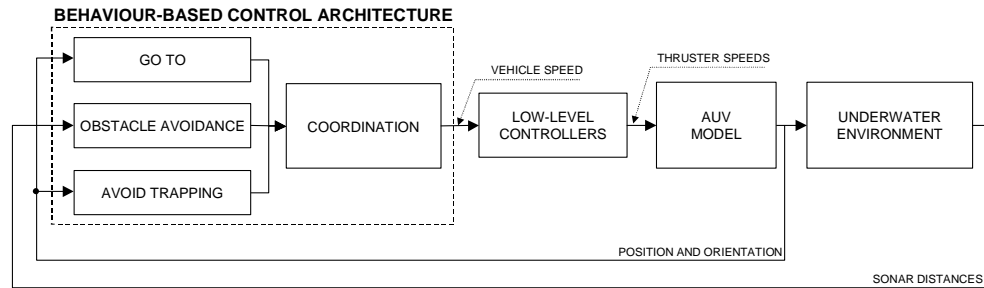 BEHAVIOUR-BASED CONTROL ARCHITECTURE
GO TO
OBSTACLE AVOIDANCE
AVOID TRAPPING
COORDINATION
VEHICLE SPEED
LOW-LEVEL
CONTROLLERS
THRUSTER SPEEDS
AUV
MODEL
UNDERWATER
ENVIRONMENT
POSITION AND ORIENTATION
SONAR DISTANCES